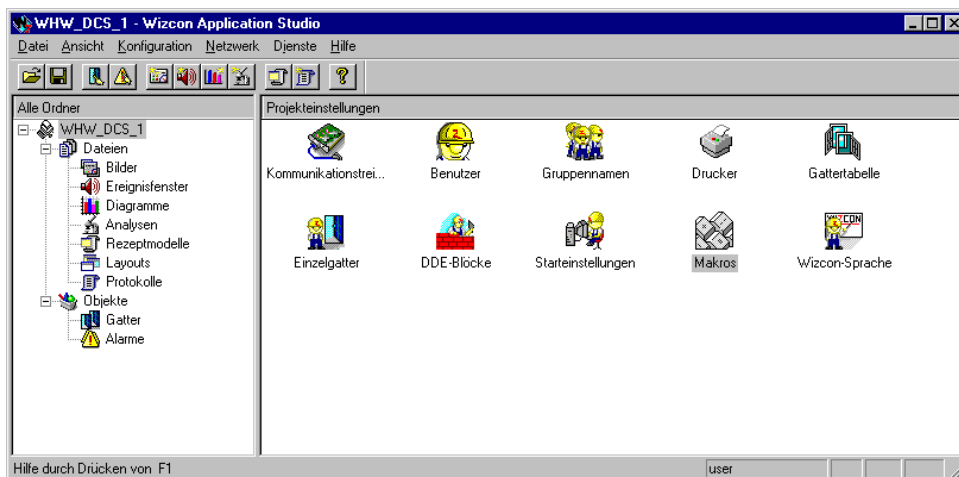 WHW_DCS_1 - Wizcon Application Studio
Datei Ansicht Konfiguration Netzwerk Dienste Hilfe
Alle Ordner
Projekteinstellungen
WHW_DCS_1
Dateien
Bilder
Ereignisfenster
Diagramme
Analysen
Rezeptmodelle
Layouts
Protokolle
Objekte
Gatter
Alarme
Kommunikationstrei...
Benutzer
Gruppennamen
Drucker
Gattertabelle
Einzelgatter
DDE-Blöcke
Starteinstellungen
Makros
WIZCON
Wizcon-Sprache
Hilfe durch Drücken von F1
user